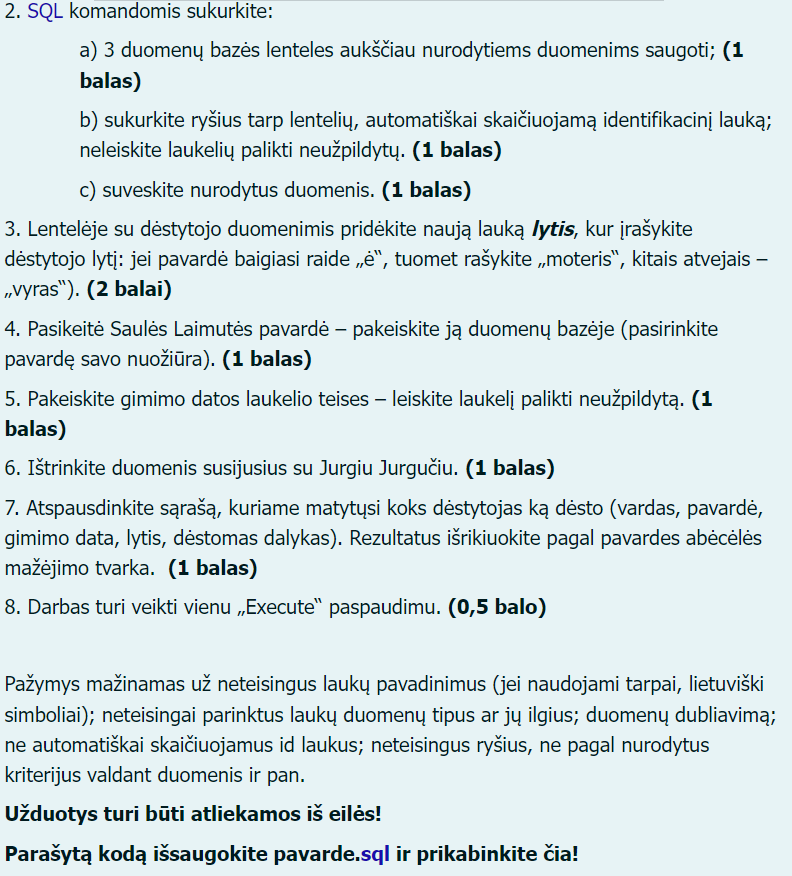 2. SQL komandomis sukurkite:
a) 3 duomenų bazės lenteles aukščiau nurodytiems duomenims saugoti; (1
balas)
b) sukurkite ryšius tarp lentelių, automatiškai skaičiuojamą identifikacinį lauką;
neleiskite laukelių palikti neužpildytų. (1 balas)
c) suveskite nurodytus duomenis. (1 balas)
3. Lentelėje su dėstytojo duomenimis pridėkite naują lauką lytis, kur įrašykite
dėstytojo lytį: jei pavardė baigiasi raide „ė“, tuomet rašykite „moteris“, kitais atvejais –
„vyras“). (2 balai)
4. Pasikeitė Saulės Laimutės pavardė – pakeiskite ją duomenų bazėje (pasirinkite
pavardę savo nuožiūra). (1 balas)
5. Pakeiskite gimimo datos laukelio teises – leiskite laukelį palikti neužpildytą. (1
balas)
6. Ištrinkite duomenis susijusius su Jurgiu Jurgučiu. (1 balas)
7. Atspausdinkite sąrašą, kuriame matytųsi koks dėstytojas ką dėsto (vardas, pavardė,
gimimo data, lytis, dėstomas dalykas). Rezultatus išrikiuokite pagal pavardes abėcėlės
mažėjimo tvarka. (1 balas)
8. Darbas turi veikti vienu „Execute“ paspaudimu. (0,5 balo)
Pažymys mažinamas už neteisingus laukų pavadinimus (jei naudojami tarpai, lietuviški
simboliai); neteisingai parinktus laukų duomenų tipus ar jų ilgius; duomenų dubliavimą;
ne automatiškai skaičiuojamus id laukus; neteisingus ryšius, ne pagal nurodytus
kriterijus valdant duomenis ir pan.
Užduotys turi būti atliekamos iš eilės!
Parašytą kodą išsaugokite pavarde.sql ir prikabinkite čia!